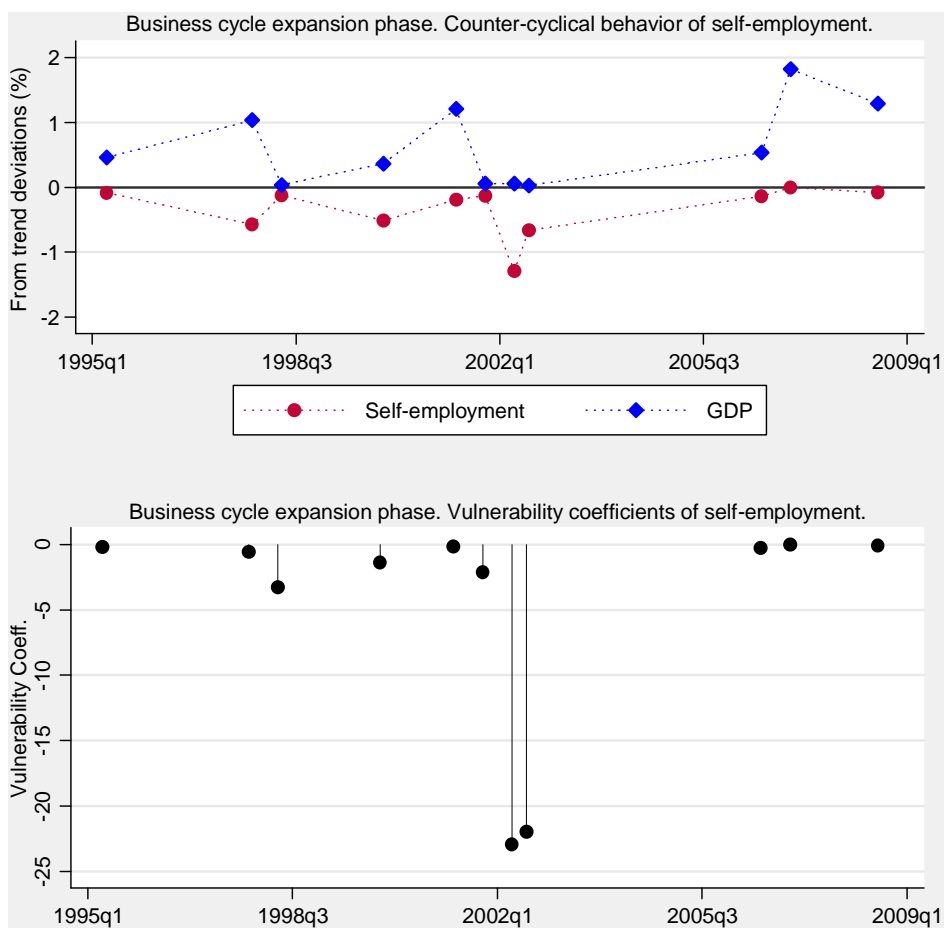 Business cycle expansion phase. Counter-cyclical behavior of self-employment.
From trend deviations (%)
2
1
0
-1
-2
1995q1 1998q3 2002q1 2005q3 2009q1
Self-employment GDP
Business cycle expansion phase. Vulnerability coefficients of self-employment.
Vulnerability Coeff.
0
-5
-10
-15
-20
-25
1995q1 1998q3 2002q1 2005q3 2009q1